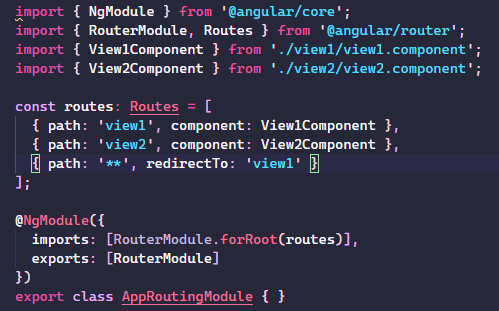 import { NgModule } from '@angular/core';
import { RouterModule, Routes } from '@angular/router';
import { View1Component } from './view1/view1.component';
import { View2Component } from './view2/view2.component';

const routes: Routes = [
  { path: 'view1', component: View1Component },
  { path: 'view2', component: View2Component },
  { path: '**', redirectTo: 'view1' }
];

@NgModule({
  imports: [RouterModule.forRoot(routes)],
  exports: [RouterModule]
})
export class AppRoutingModule { }